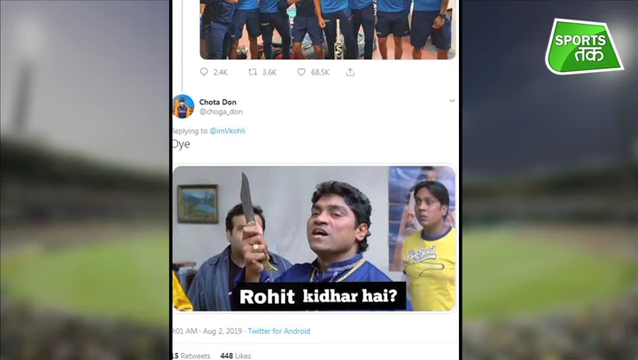 SPORTS
तक
2.4K 3.6K 68.5K
Chota Don
@choga_don
Replying to @imVkohli
Oye
Rohit kidhar hai?
:01 AM · Aug 2, 2019 · Twitter for Android
15 Retweets 448 Likes